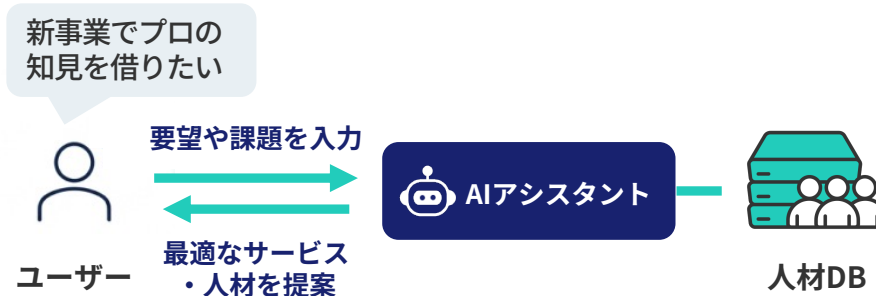 新事業でプロの
知見を借りたい
要望や課題を入力
AIアシスタント
最適なサービス
・人材を提案
ユーザー
人材DB